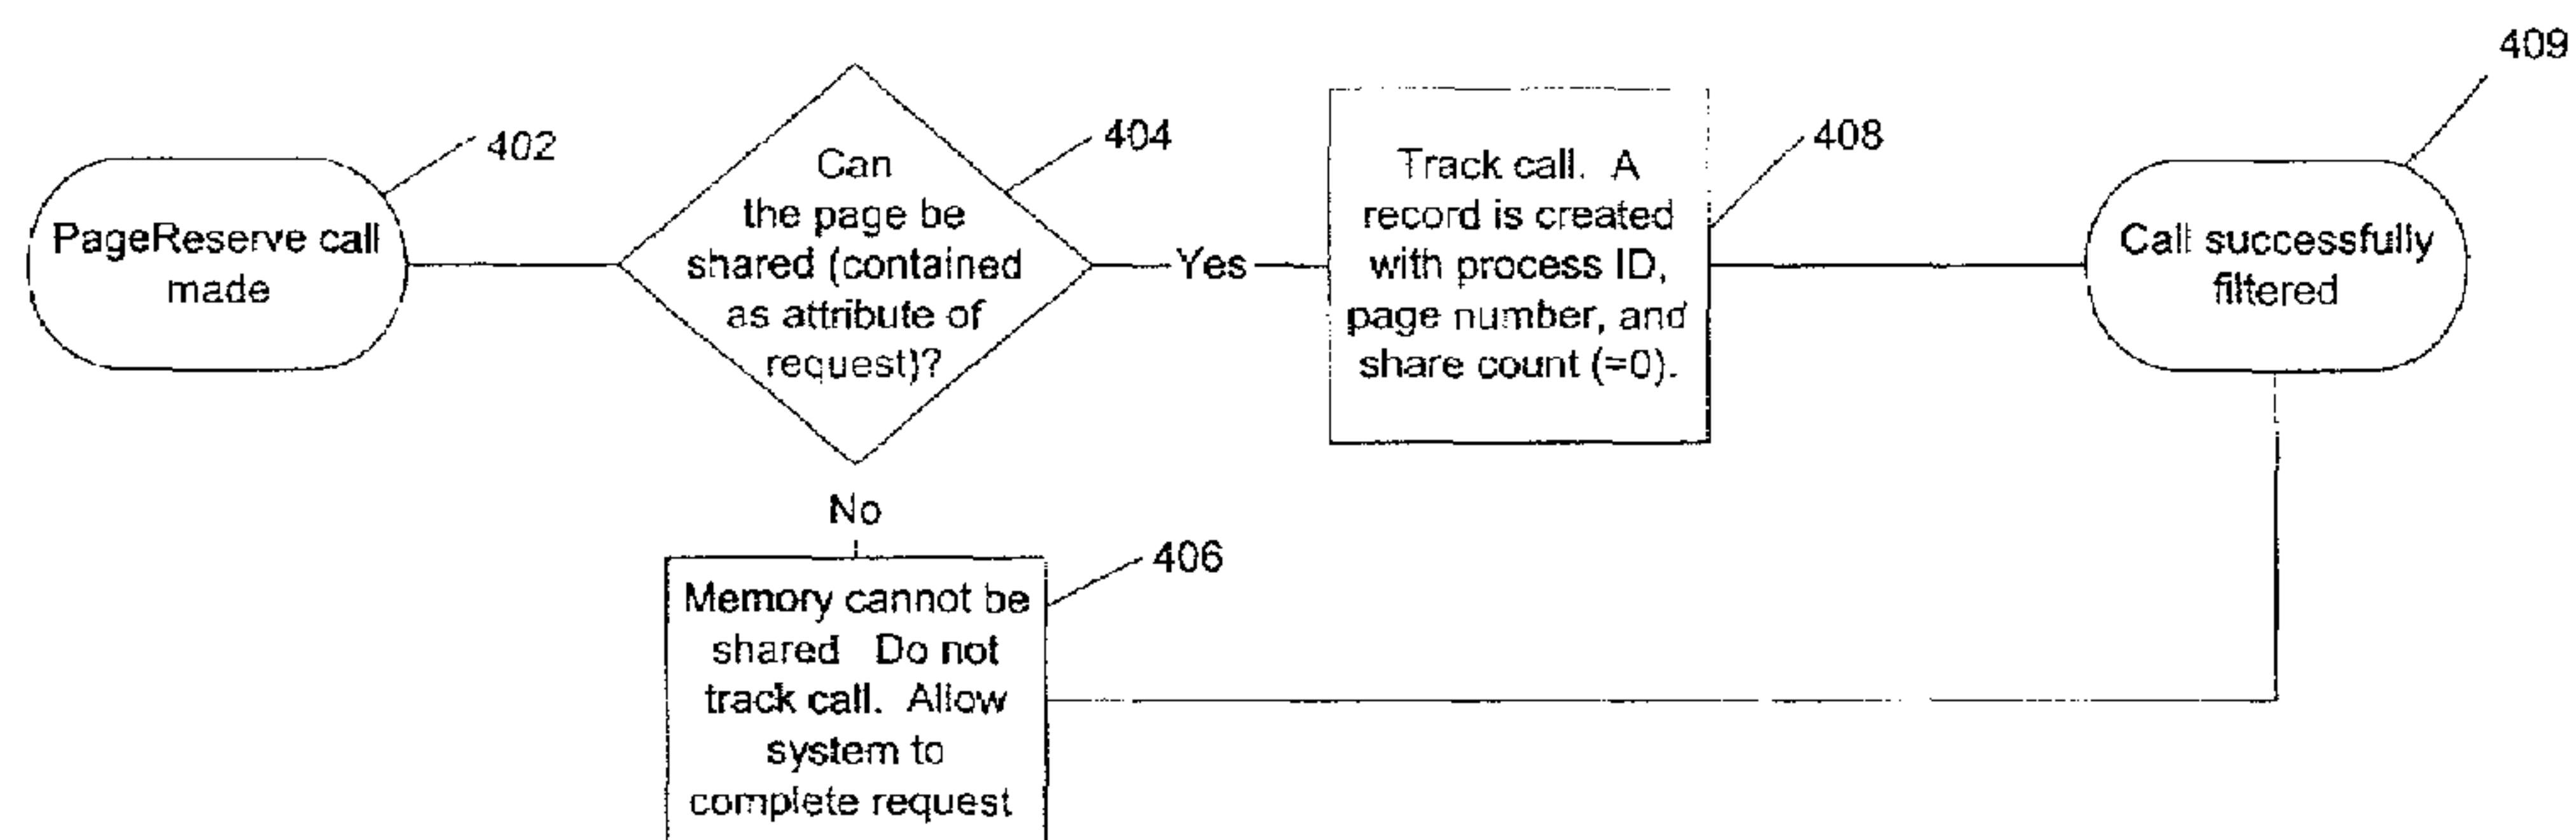 PageReserve call
made
402
Can
the page be
shared (contained
as attribute of
request)?
404
Yes
Track call. A
record is created
with process ID,
page number, and
share count (=0).
408
Call successfully
filtered
409
No
Memory cannot be
shared Do not
track call. Allow
system to
complete request
406